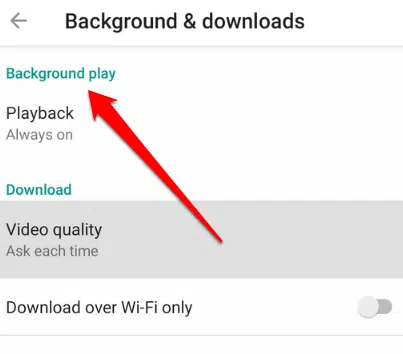 Background & downloads
Background play
Playback
Always on
Download
Video quality
Ask each time
Download over Wi-Fi only